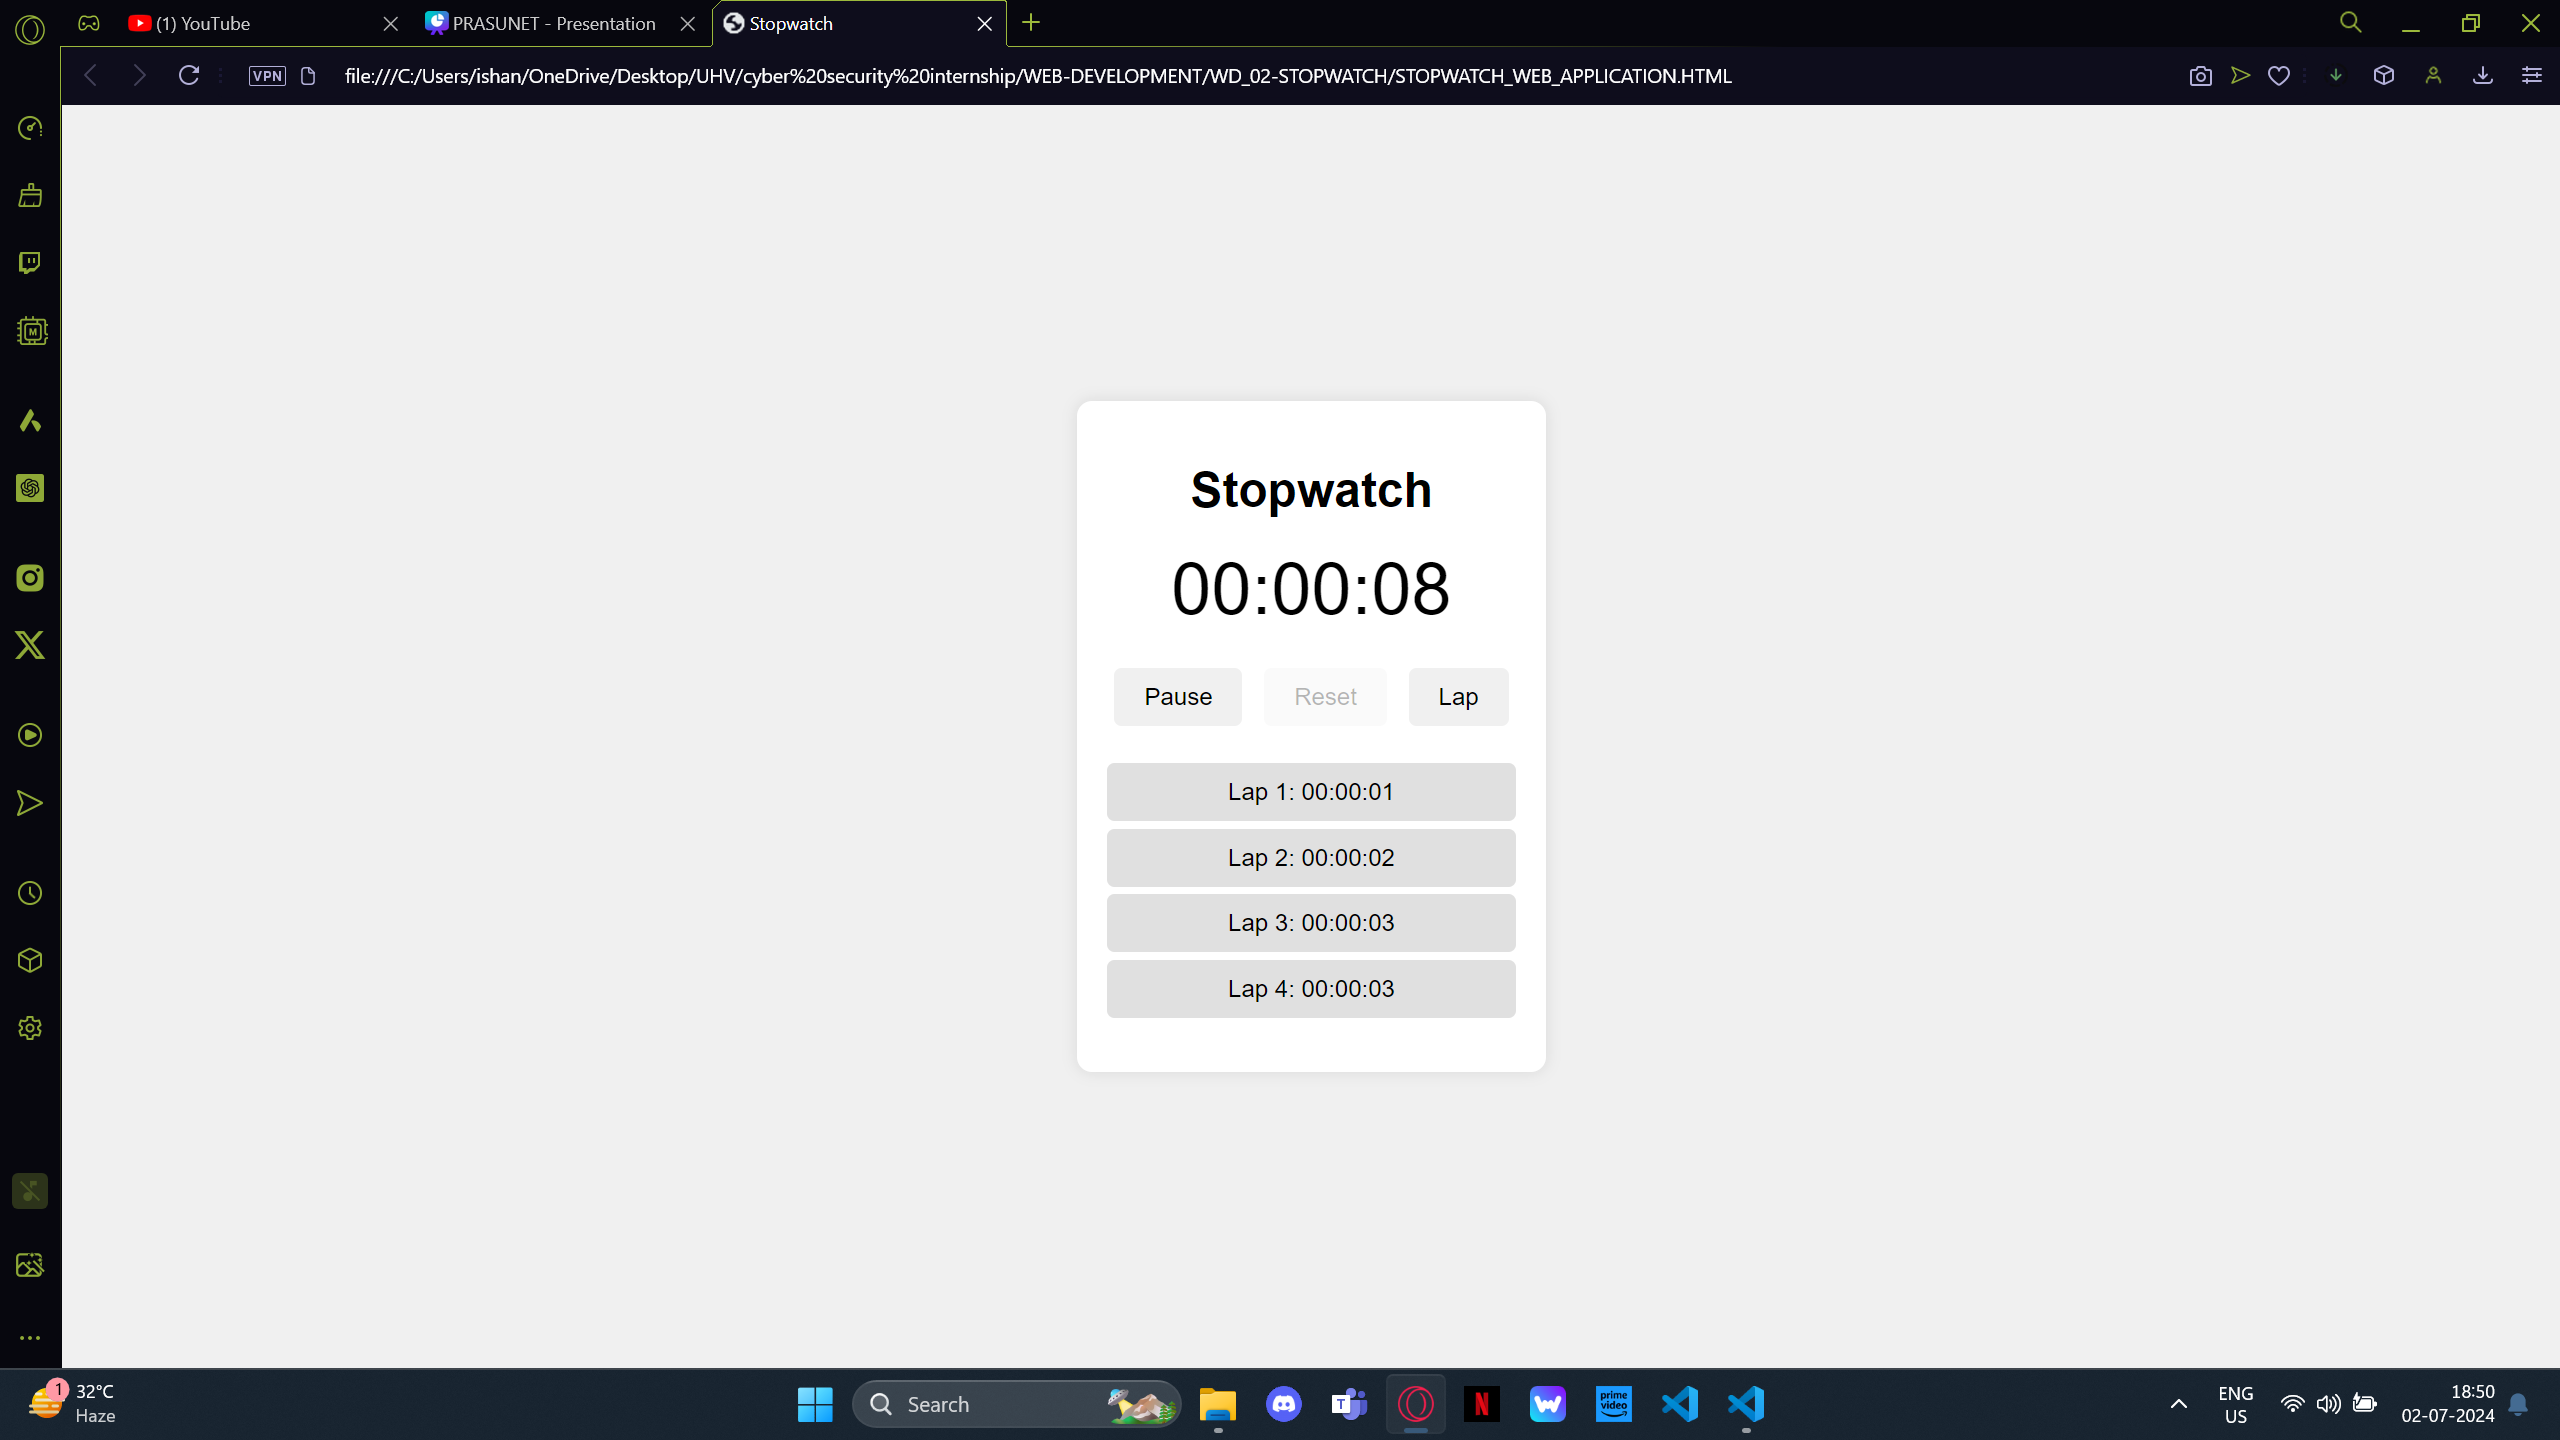 (1) YouTube
PRASUNET - Presentation
Stopwatch
VPN
file:///C:/Users/ishan/OneDrive/Desktop/UHV/cyber%20security%20internship/WEB-DEVELOPMENT/WD_02-STOPWATCH/STOPWATCH_WEB_APPLICATION.HTML
M
Stopwatch
00:00:08
Pause
Reset
Lap
Lap 1: 00:00:01
Lap 2: 00:00:02
Lap 3: 00:00:03
Lap 4: 00:00:03
1
32°C
Haze
Search
T
N
prime
video
ENG
US
18:50
02-07-2024